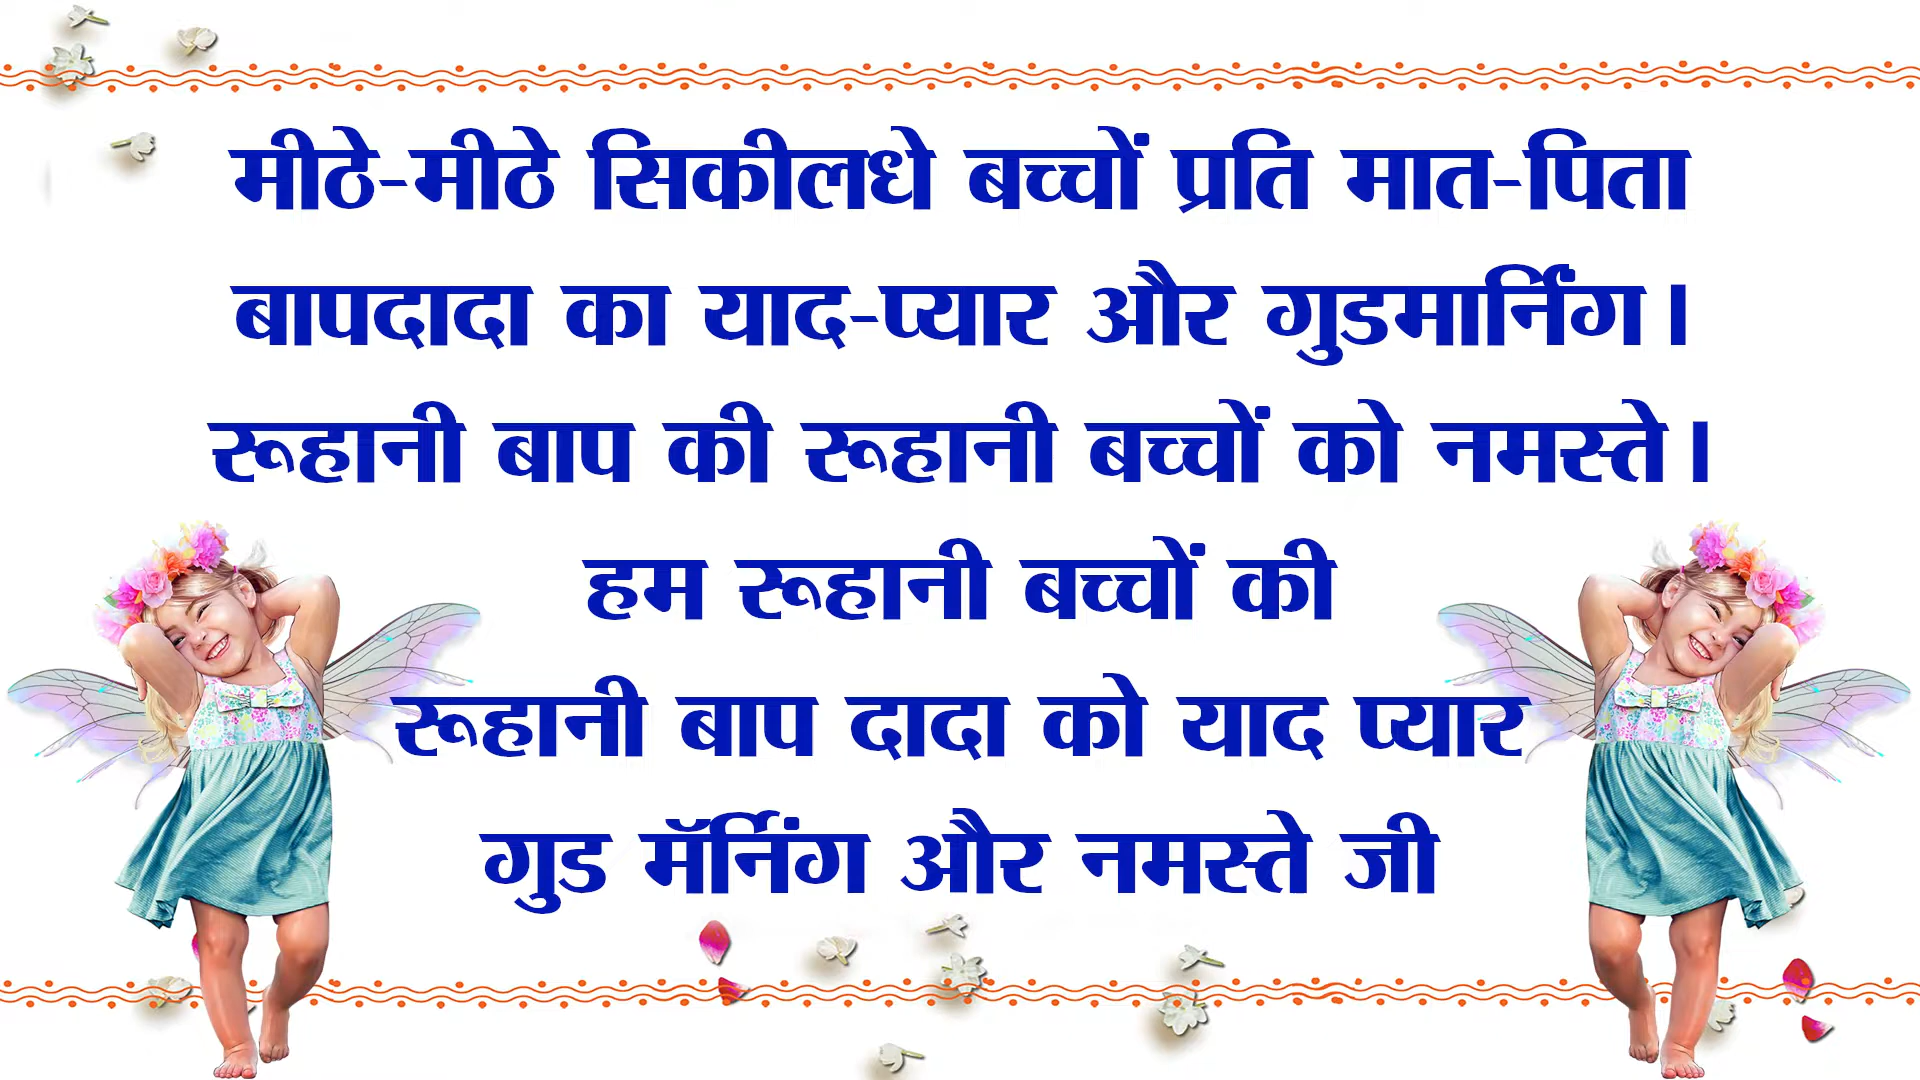 मीठे-मीठे सिकीलधे बच्चों प्रति मात-पिता
बापदादा का याद-प्यार और गुडमार्निंग।
रूहानी बाप की रूहानी बच्चों को नमस्ते।
हम रूहानी बच्चों की
रूहानी बाप दादा को याद प्यार
गुड मॅर्निंग और नमस्ते जी